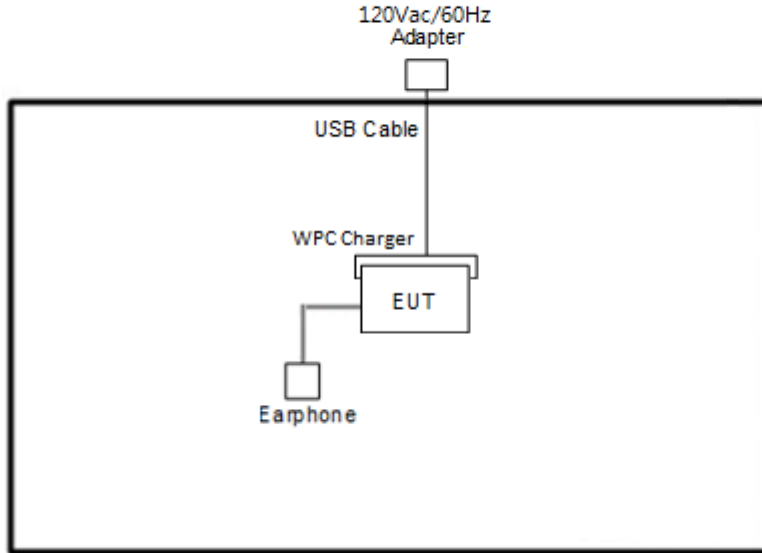 120Vac/60Hz
Adapter
USB Cable
WPC Charger
EUT
Earphone